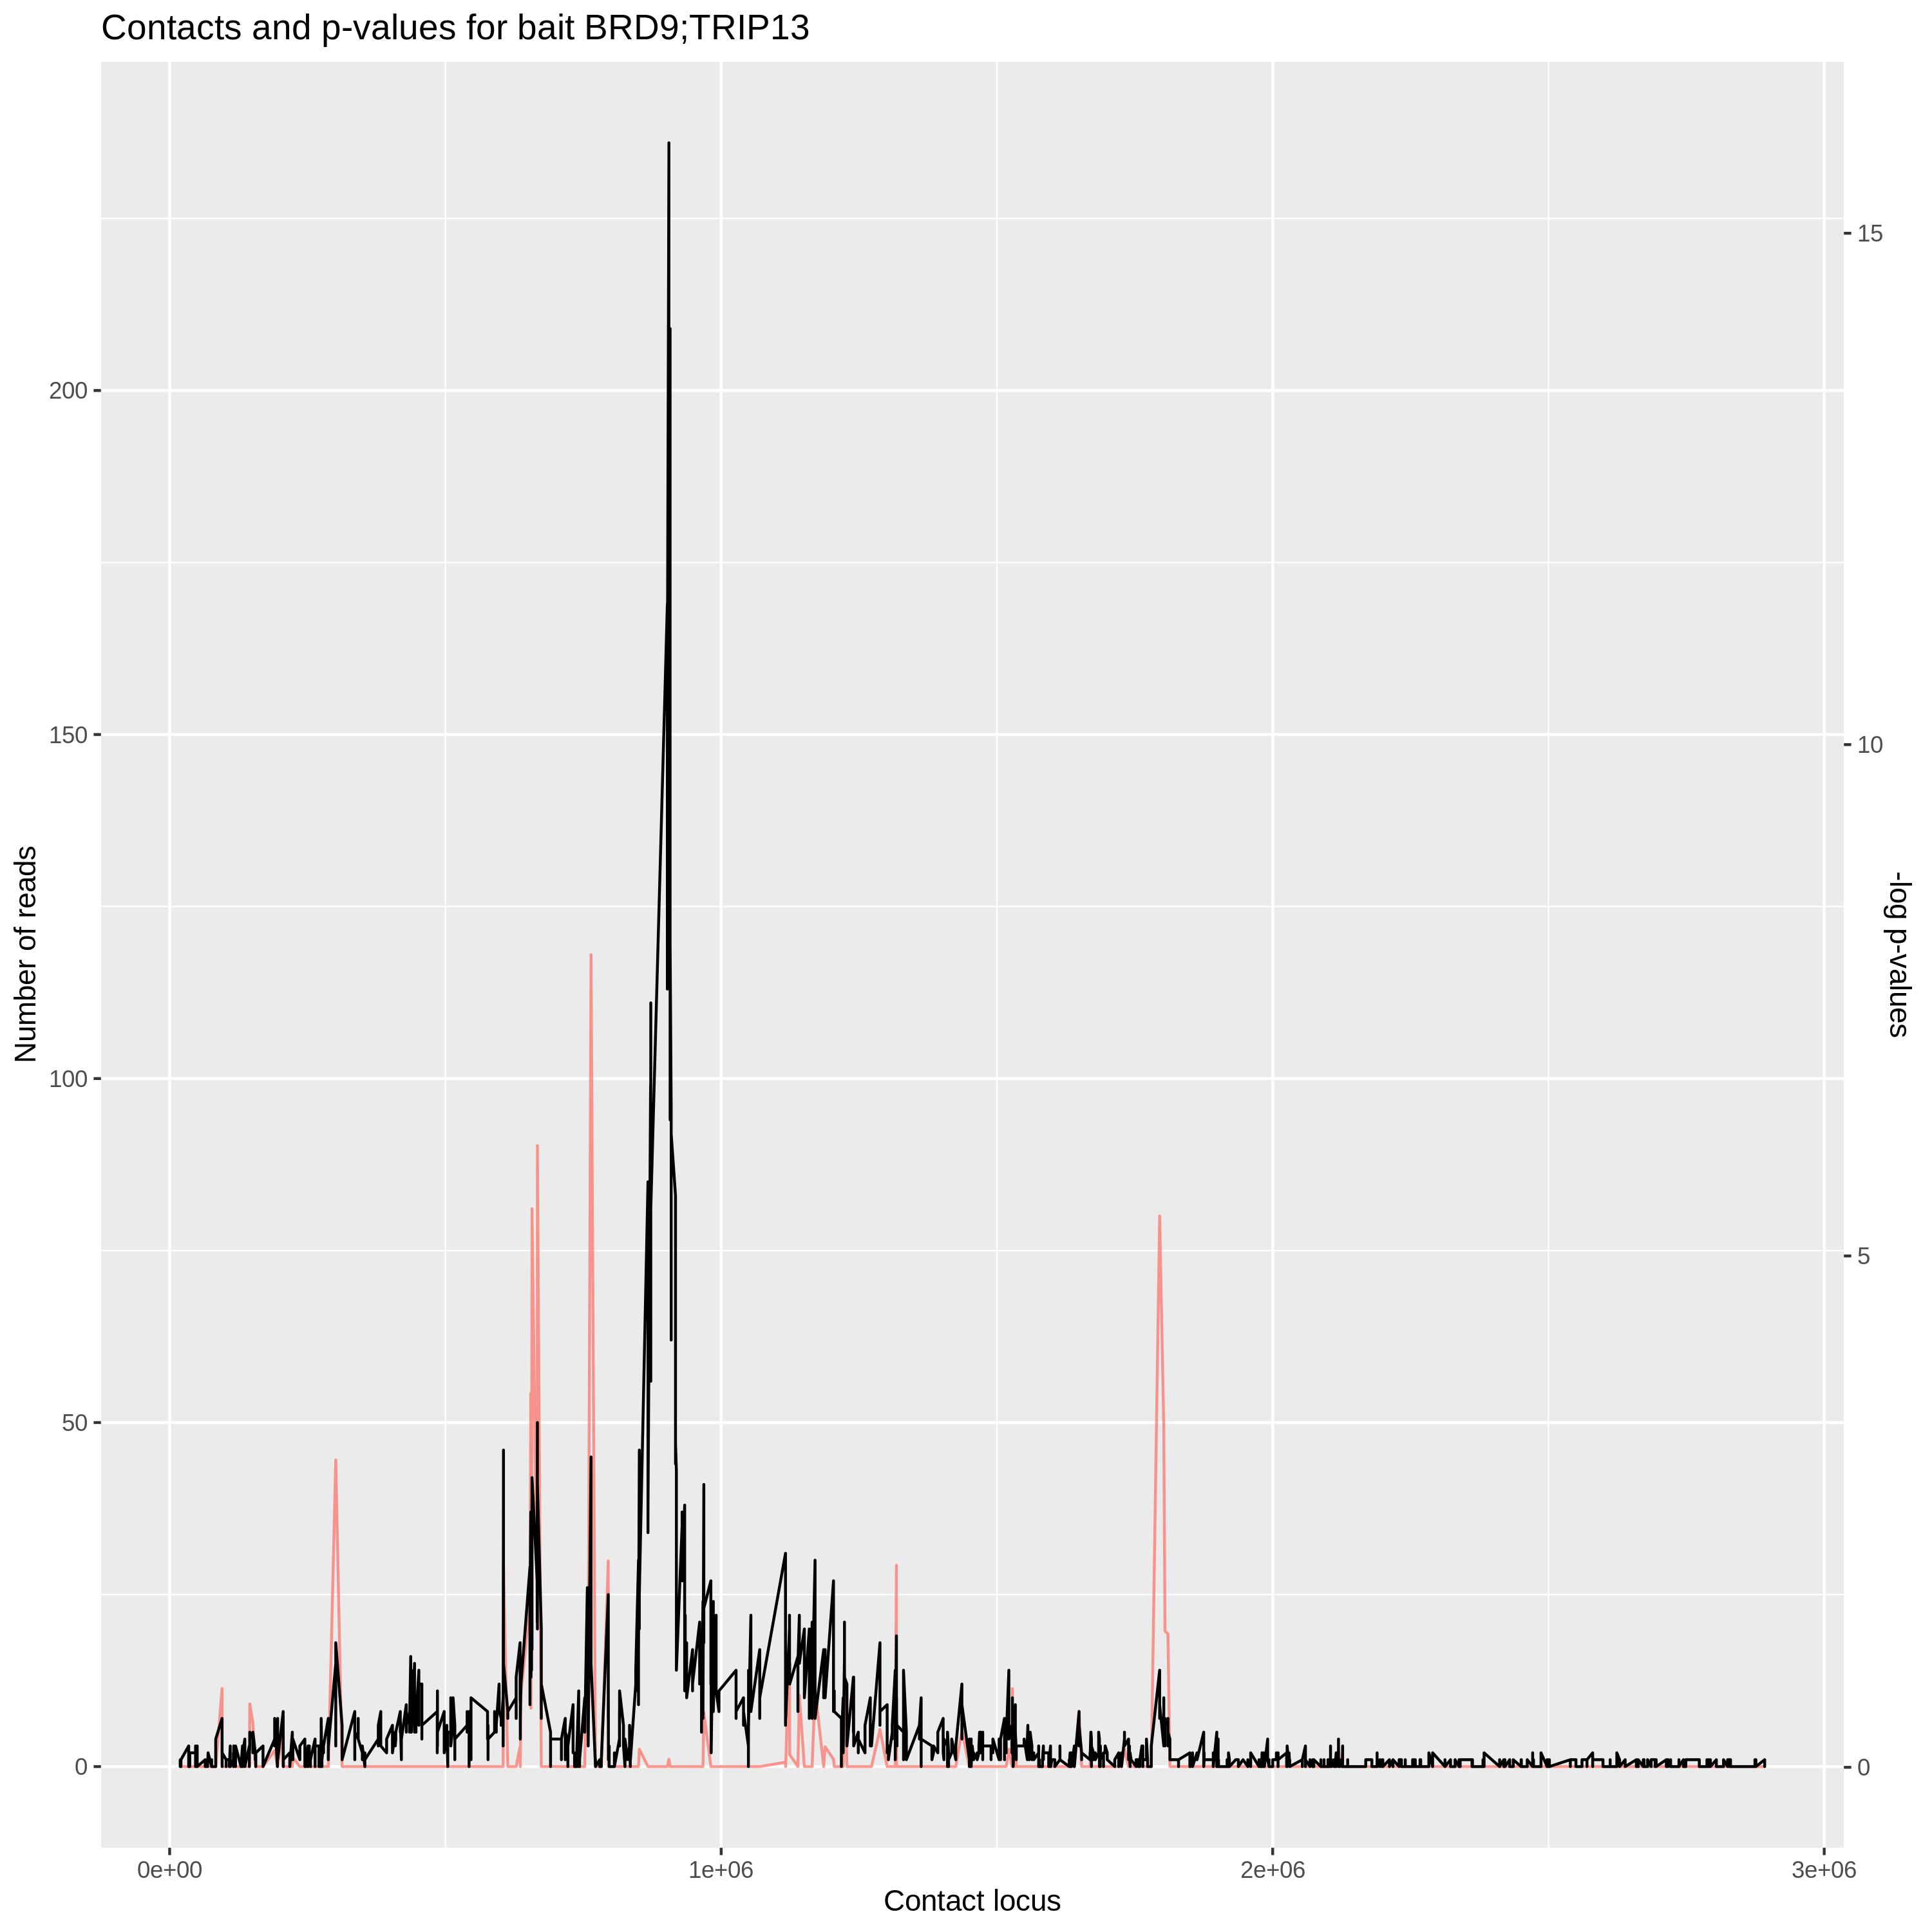 Contacts and p-values for bait BRD9;TRIP13
Number of reads
200
150
100
50
0
15
10
5
0
-log p-values
0e+00
1e+06
2e+06
3e+06
Contact locus